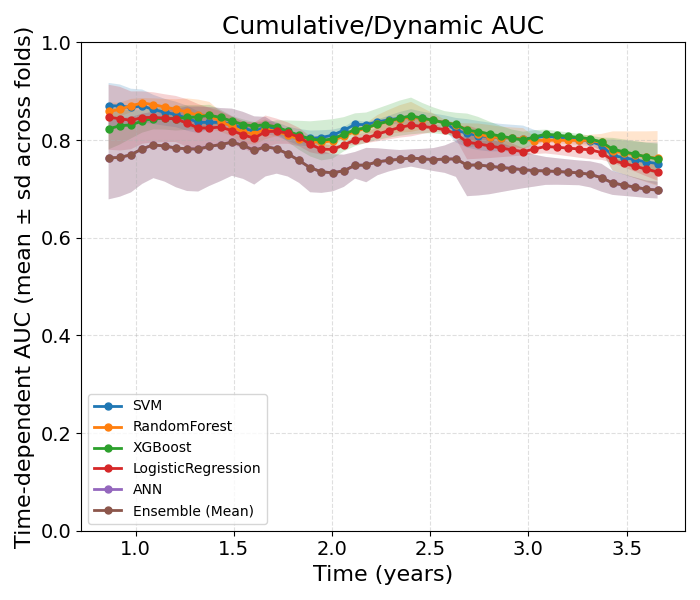 Cumulative/Dynamic AUC
Time-dependent AUC (mean ± sd across folds)
1.0
0.8
0.6
0.4
0.2
0.0
SVM
RandomForest
XGBoost
LogisticRegression
ANN
Ensemble (Mean)
1.0 1.5 2.0 2.5 3.0 3.5
Time (years)